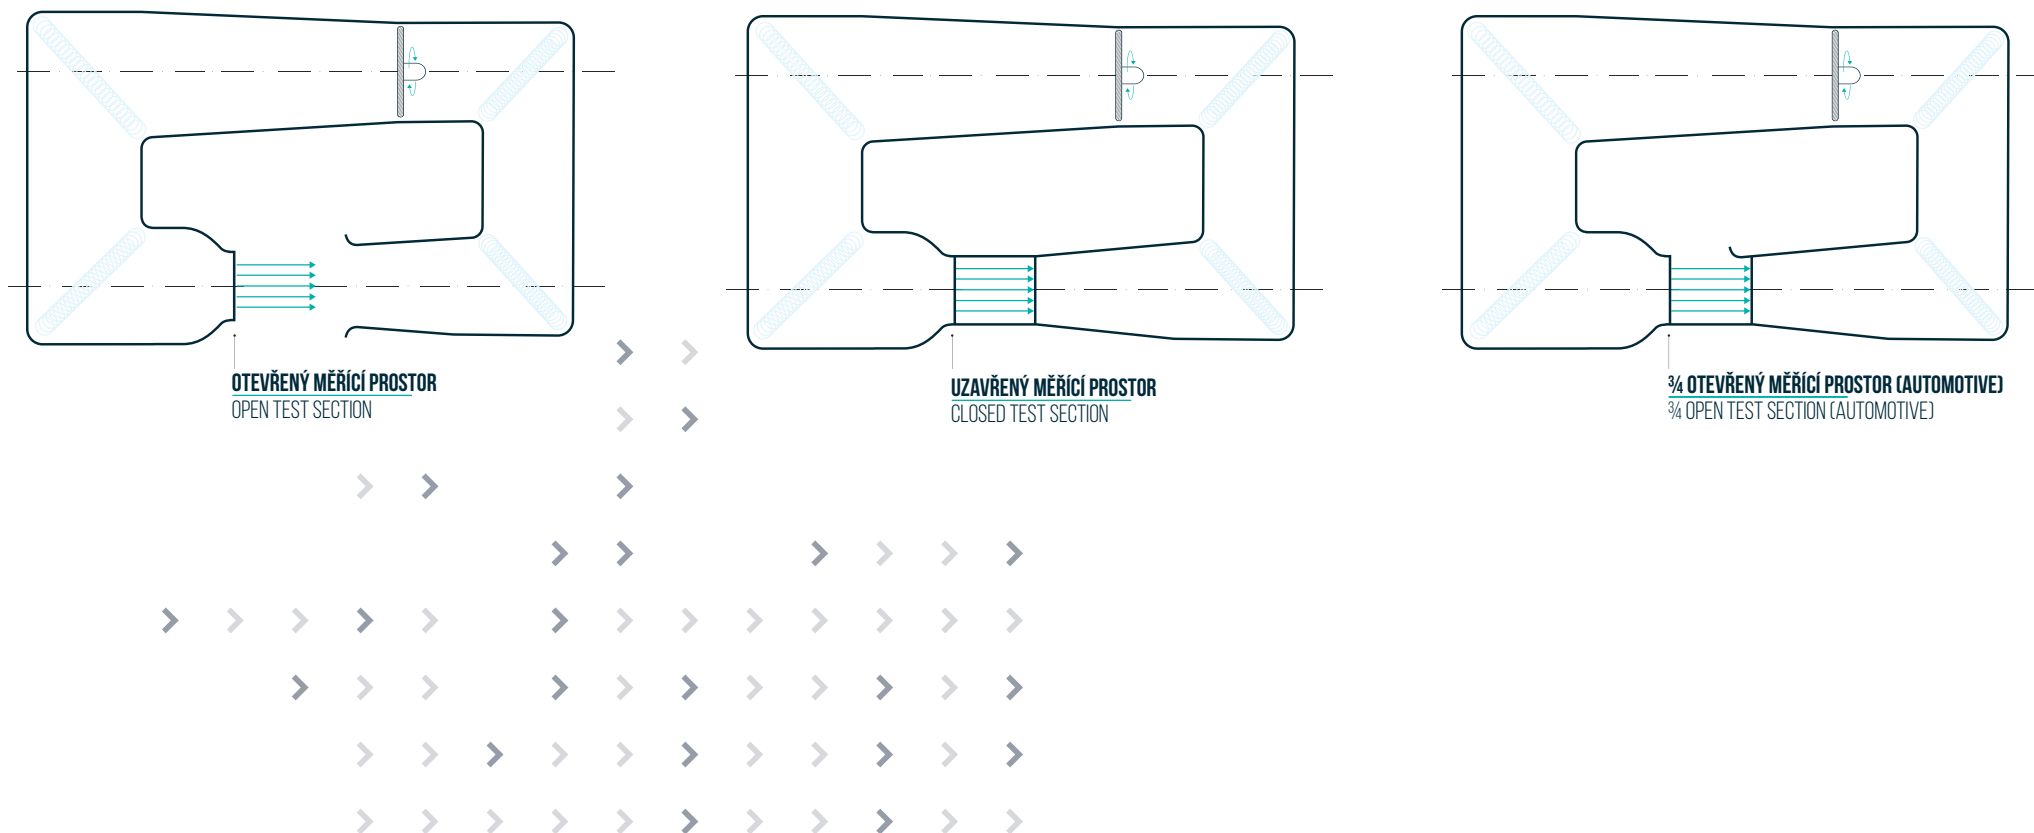 OTEVŘENÝ MĚŘÍCÍ PROSTOR
OPEN TEST SECTION
UZAVŘENÝ MĚŘÍCÍ PROSTOR
CLOSED TEST SECTION
¾ OTEVŘENÝ MĚŘÍCÍ PROSTOR (AUTOMOTIVE)
¾ OPEN TEST SECTION (AUTOMOTIVE)